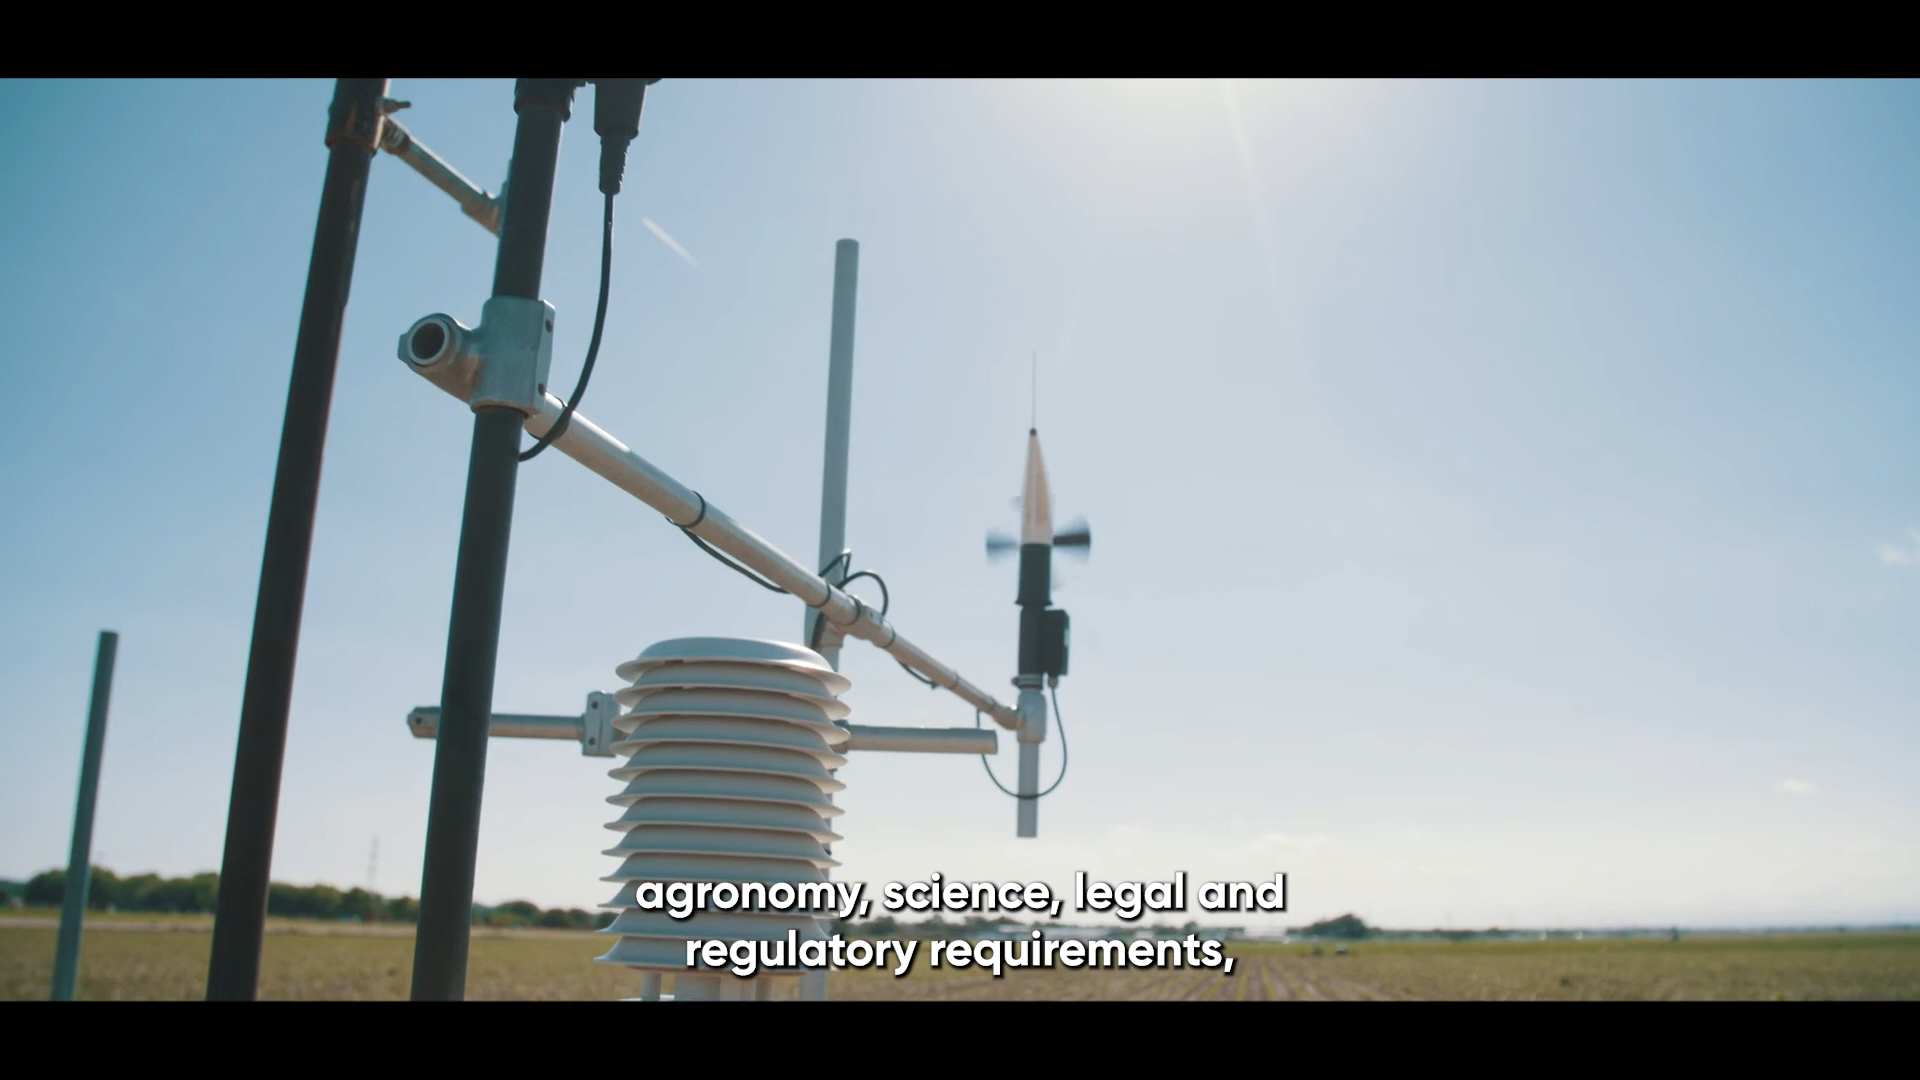 agronomy, science, legal and
regulatory requirements,